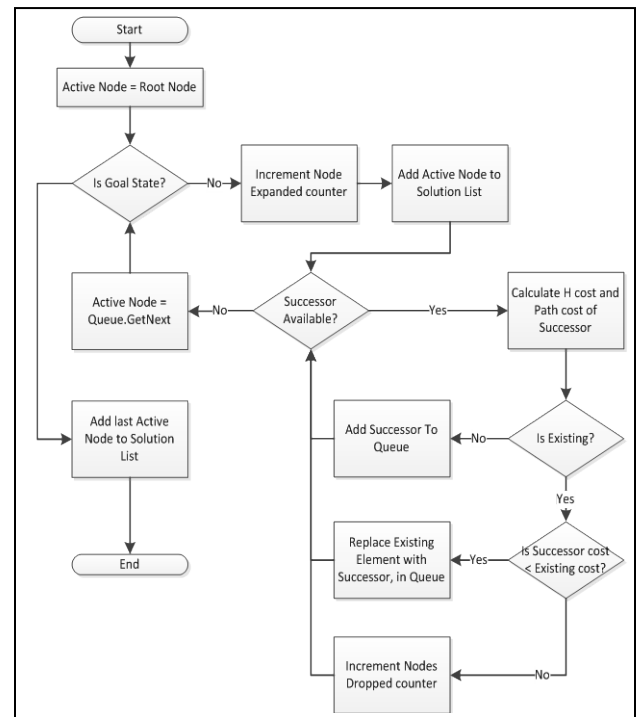 Start
Active Node = Root Node
Is Goal State?
No
Increment Node
Expanded counter
Add Active Node to
Solution List
Active Node =
Queue.GetNext
No
Successor
Available?
Yes
Calculate H cost and
Path cost of
Successor
Add last Active
Node to Solution
List
Add Successor To
Queue
No
Is Existing?
Yes
End
Replace Existing
Element with
Successor, in Queue
Yes
Is Successor cost
< Existing cost?
Increment Nodes
Dropped counter
No